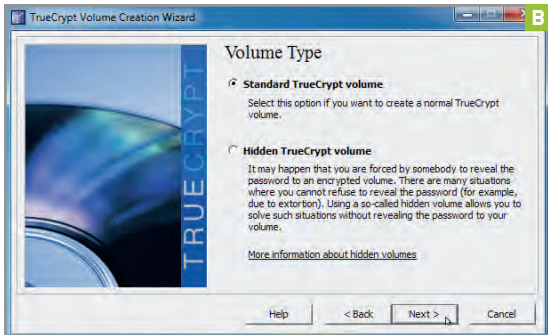 TrueCrypt Volume Creation Wizard
B
TRUECRYPT
Volume Type
Standard TrueCrypt volume
Select this option if you want to create a normal TrueCrypt
volume.
Hidden TrueCrypt volume
It may happen that you are forced by somebody to reveal the
password to an encrypted volume. There are many situations
where you cannot refuse to reveal the password (for example,
due to extortion). Using a so-called hidden volume allows you to
solve such situations without revealing the password to your
volume.
More information about hidden volumes
Help
< Back
Next >
Cancel